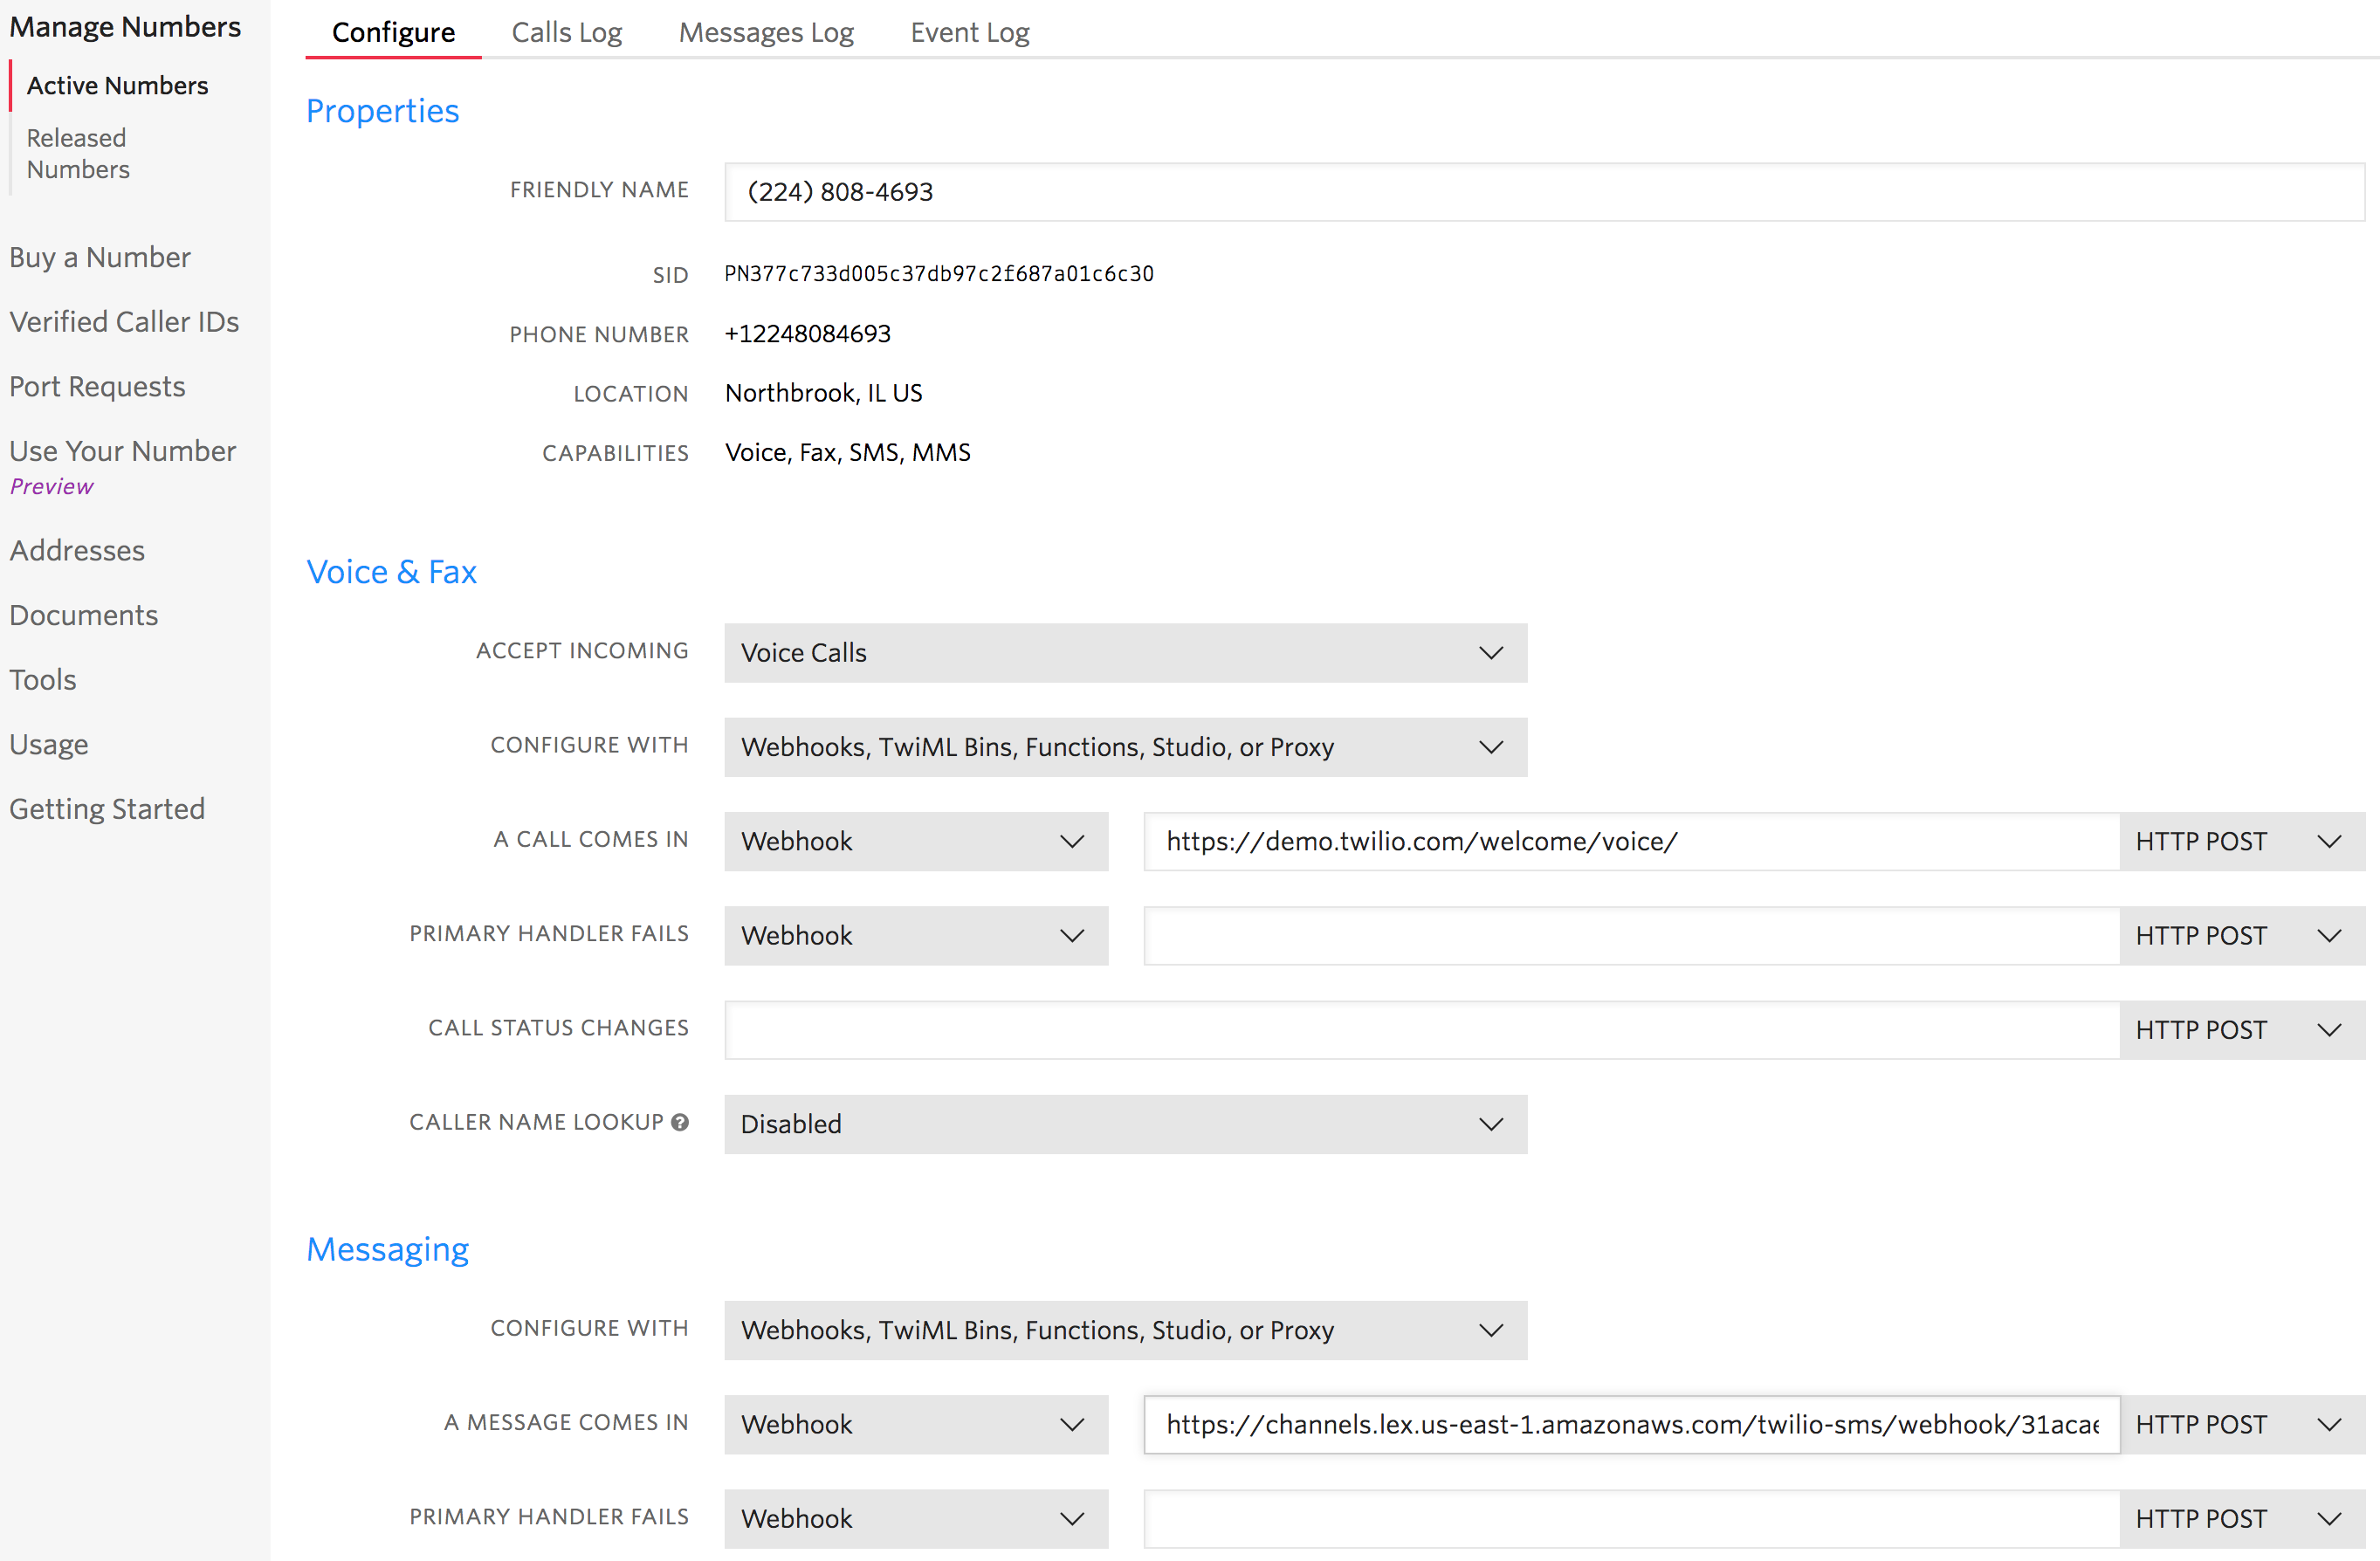 Manage Numbers
Active Numbers
Released
Numbers
Buy a Number
Verified Caller IDs
Port Requests
Use Your Number
Preview
Addresses
Documents
Tools
Usage
Getting Started
Configure Calls Log Messages Log Event Log
Properties
FRIENDLY NAME (224) 808-4693
SID PN377c733d005c37db97c2f687a01c6c30
PHONE NUMBER +12248084693
LOCATION Northbrook, IL US
CAPABILITIES Voice, Fax, SMS, MMS
Voice & Fax
ACCEPT INCOMING Voice Calls
CONFIGURE WITH Webhooks, TwiML Bins, Functions, Studio, or Proxy
A CALL COMES IN Webhook https://demo.twilio.com/welcome/voice/ HTTP POST
PRIMARY HANDLER FAILS Webhook HTTP POST
CALL STATUS CHANGES HTTP POST
CALLER NAME LOOKUP ? Disabled
Messaging
CONFIGURE WITH Webhooks, TwiML Bins, Functions, Studio, or Proxy
A MESSAGE COMES IN Webhook https://channels.lex.us-east-1.amazonaws.com/twilio-sms/webhook/31acae HTTP POST
PRIMARY HANDLER FAILS Webhook HTTP POST